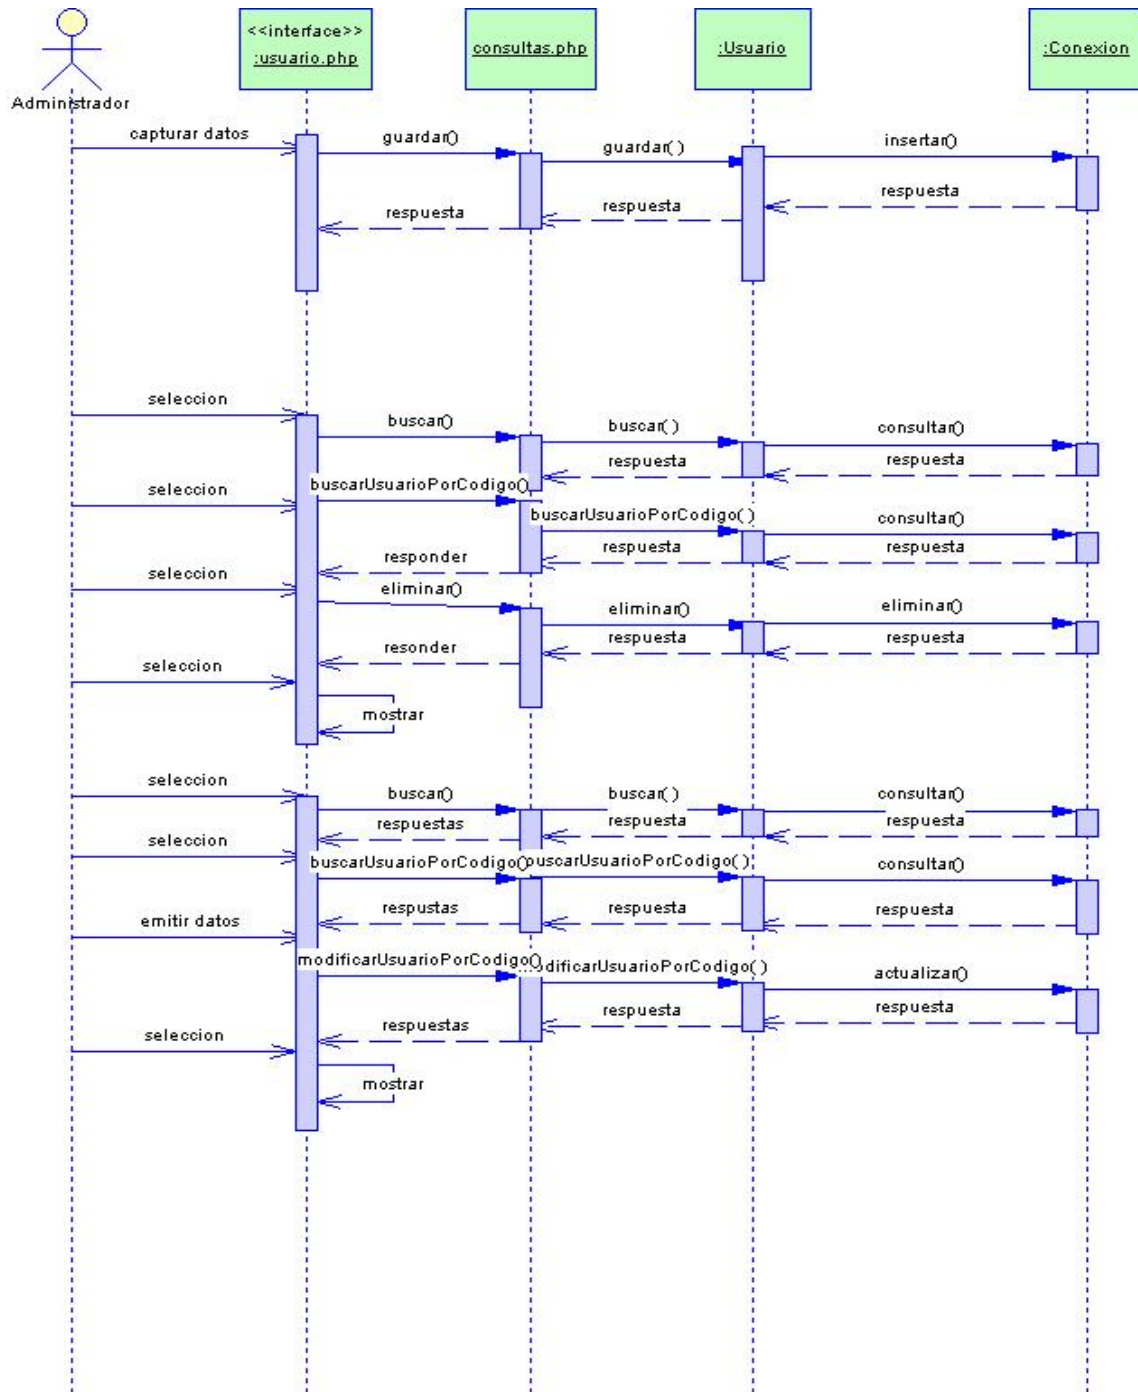 <<interface>>
:usuario.php
consultas.php
:Usuario
:Conexion
Administrador
capturar datos
guardar()
guardar( )
insertar()
respuesta
respuesta
respuesta
seleccion
buscar()
buscar( )
consultar()
respuesta
respuesta
seleccion
buscarUsuarioPorCodigo()
buscarUsuarioPorCodigo( )
consultar()
responder
respuesta
respuesta
seleccion
eliminar()
eliminar()
eliminar()
resonder
respuesta
respuesta
seleccion
mostrar
seleccion
buscar()
buscar( )
consultar()
respuestas
respuesta
respuesta
seleccion
buscarUsuarioPorCodigo()
buscarUsuarioPorCodigo( )
consultar()
respustas
respuesta
respuesta
emitir datos
modificarUsuarioPorCodigo()
modificarUsuarioPorCodigo( )
actualizar()
respuestas
respuesta
respuesta
seleccion
mostrar